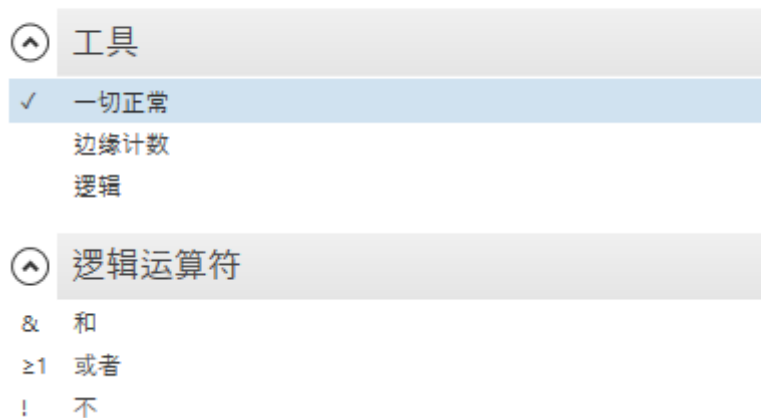 工具
✓ 一切正常
边缘计数
逻辑
逻辑运算符
& 和
≥1 或者
! 不